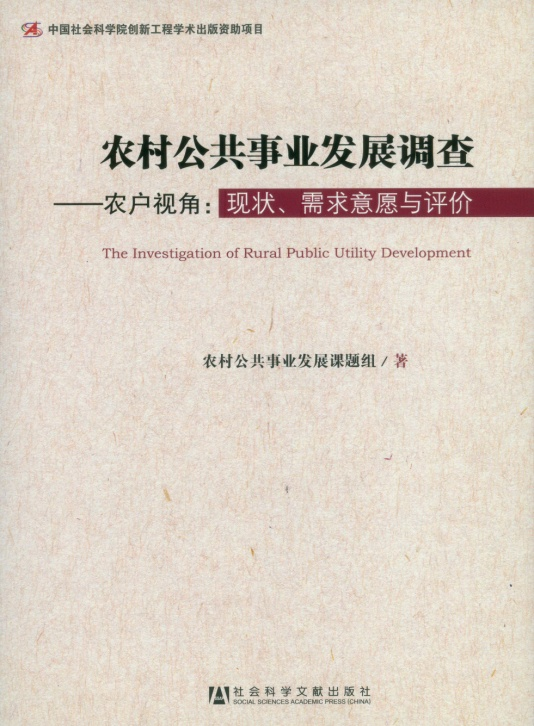 中国社会科学院创新工程学术出版资助项目
农村公共事业发展调查
——农户视角：现状、需求意愿与评价
The Investigation of Rural Public Utility Development
农村公共事业发展课题组 / 著
社会科学文献出版社
SOCIAL SCIENCES ACADEMIC PRESS (CHINA)